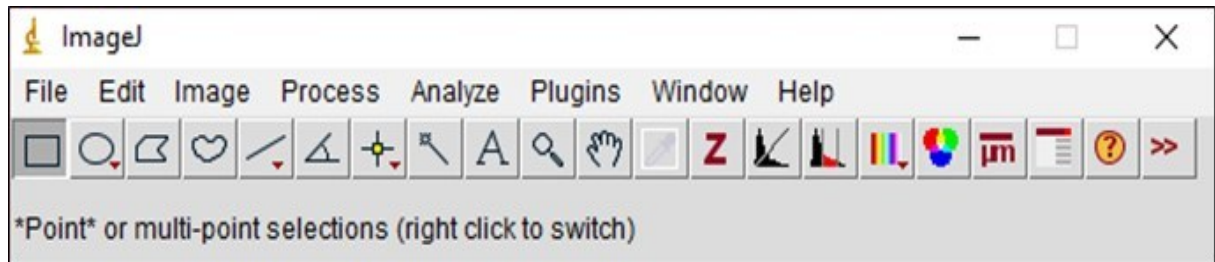 ImageJ
File Edit Image Process Analyze Plugins Window Help
A Z µm ? >>
*Point* or multi-point selections (right click to switch)